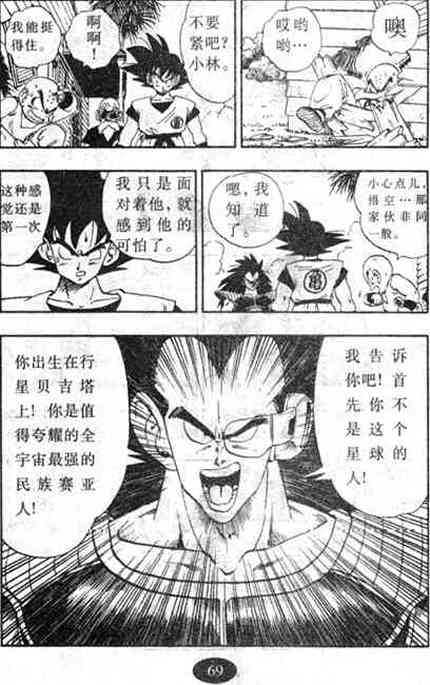 噢
哎哟
哟…
不要
紧吧？
小林。
啊
啊
！
我能挺
得住。
小心点儿，
悟空…那
家伙非同
一般。
嗯，我
知道
了。
我只是面
对着他，就
感到他的
可怕了。
这种感
觉还是
第一次
我告诉
你吧！首
先你不
是这个
星球的
人！
你出生在行
星贝吉塔
上！你是值
得夸耀的全
宇宙最强的
民族赛亚
人！
69